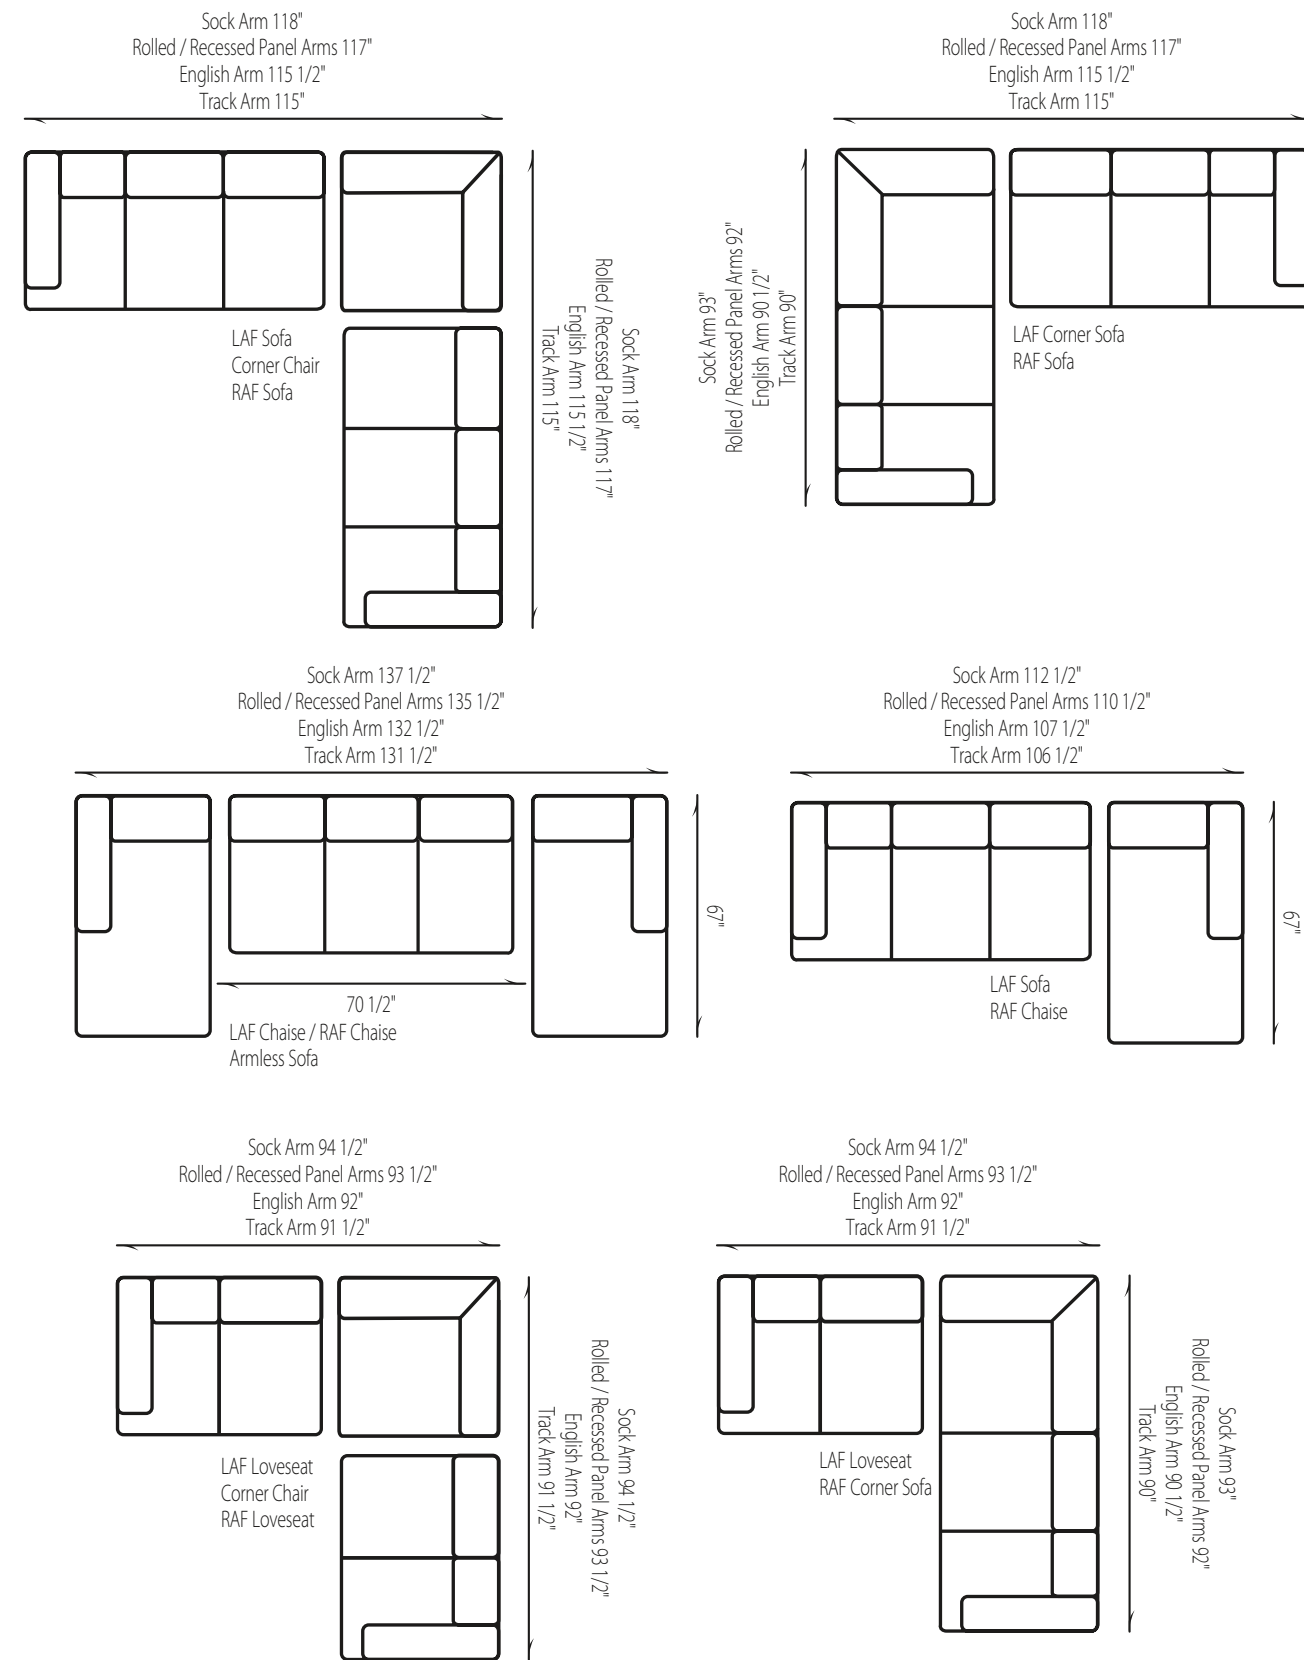 Sock Arm 118"
Rolled / Recessed Panel Arms 117"
English Arm 115 1/2"
Track Arm 115"
LAF Sofa
Corner Chair
RAF Sofa
Sock Arm 118"
Rolled / Recessed Panel Arms 117"
English Arm 115 1/2"
Track Arm 115"
Sock Arm 118"
Rolled / Recessed Panel Arms 117"
English Arm 115 1/2"
Track Arm 115"
Sock Arm 93"
Rolled / Recessed Panel Arms 92"
English Arm 90 1/2"
Track Arm 90"
LAF Corner Sofa
RAF Sofa
Sock Arm 137 1/2"
Rolled / Recessed Panel Arms 135 1/2"
English Arm 132 1/2"
Track Arm 131 1/2"
67"
70 1/2"
LAF Chaise / RAF Chaise
Armless Sofa
Sock Arm 112 1/2"
Rolled / Recessed Panel Arms 110 1/2"
English Arm 107 1/2"
Track Arm 106 1/2"
67"
LAF Sofa
RAF Chaise
Sock Arm 94 1/2"
Rolled / Recessed Panel Arms 93 1/2"
English Arm 92"
Track Arm 91 1/2"
LAF Loveseat
Corner Chair
RAF Loveseat
Sock Arm 94 1/2"
Rolled / Recessed Panel Arms 93 1/2"
English Arm 92"
Track Arm 91 1/2"
Sock Arm 94 1/2"
Rolled / Recessed Panel Arms 93 1/2"
English Arm 92"
Track Arm 91 1/2"
LAF Loveseat
RAF Corner Sofa
Sock Arm 93"
Rolled / Recessed Panel Arms 92"
English Arm 90 1/2"
Track Arm 90"